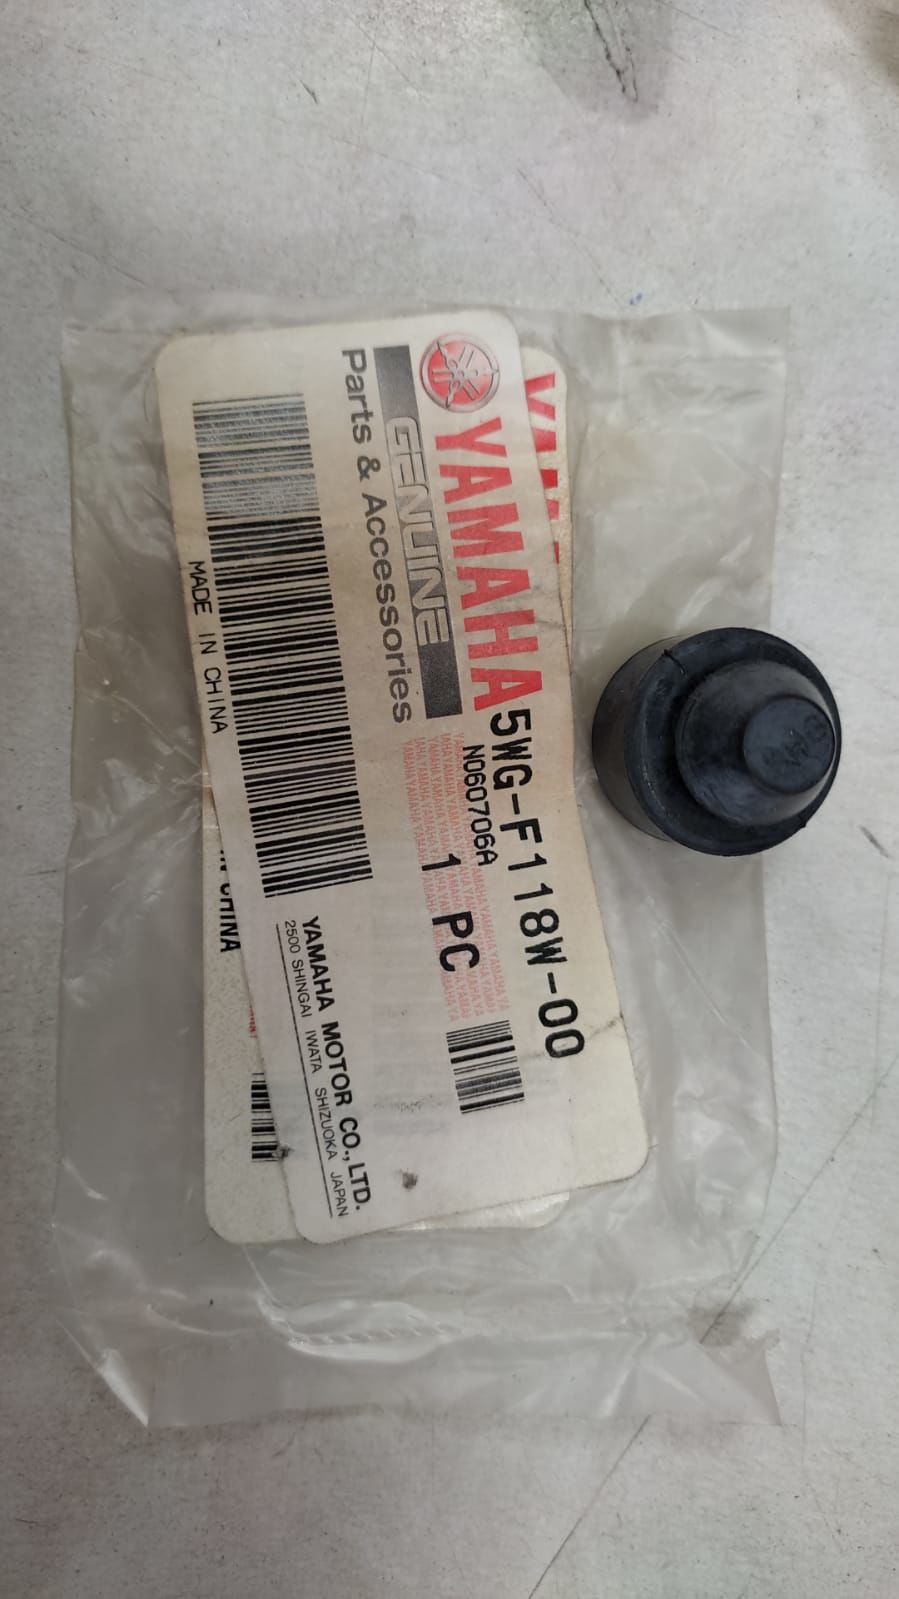 YAMAHA
GENUINE
Parts & Accessories
5WG-F118W-00
N060706A
1 PC
MADE IN CHINA
YAMAHA MOTOR CO., LTD.
2500 SHINGAI IWATA SHIZUOKA JAPAN
CHINA